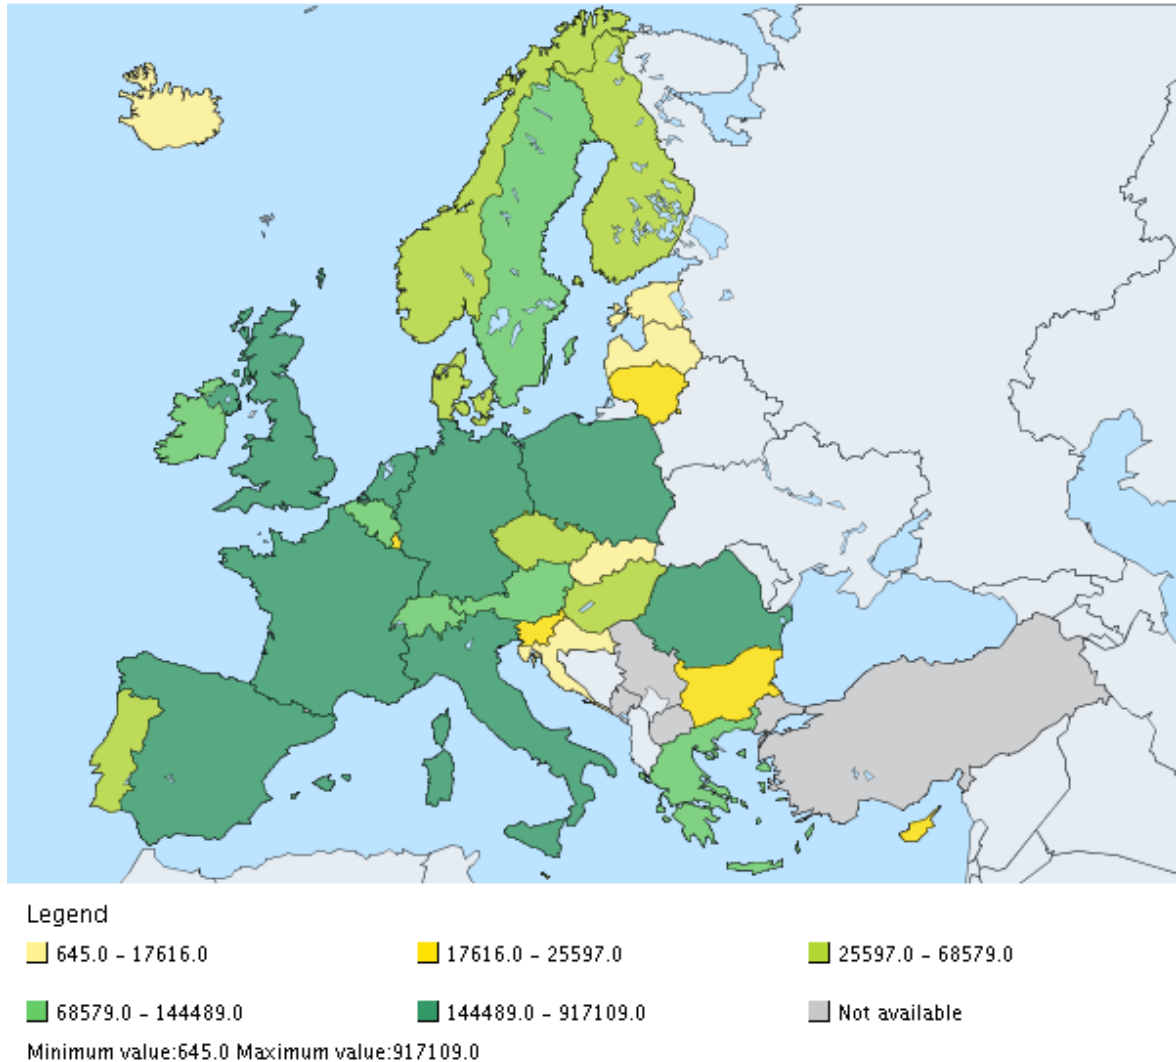 Legend
645.0 - 17616.0 17616.0 - 25597.0 25597.0 - 68579.0
68579.0 - 144489.0 144489.0 - 917109.0 Not available
Minimum value:645.0 Maximum value:917109.0